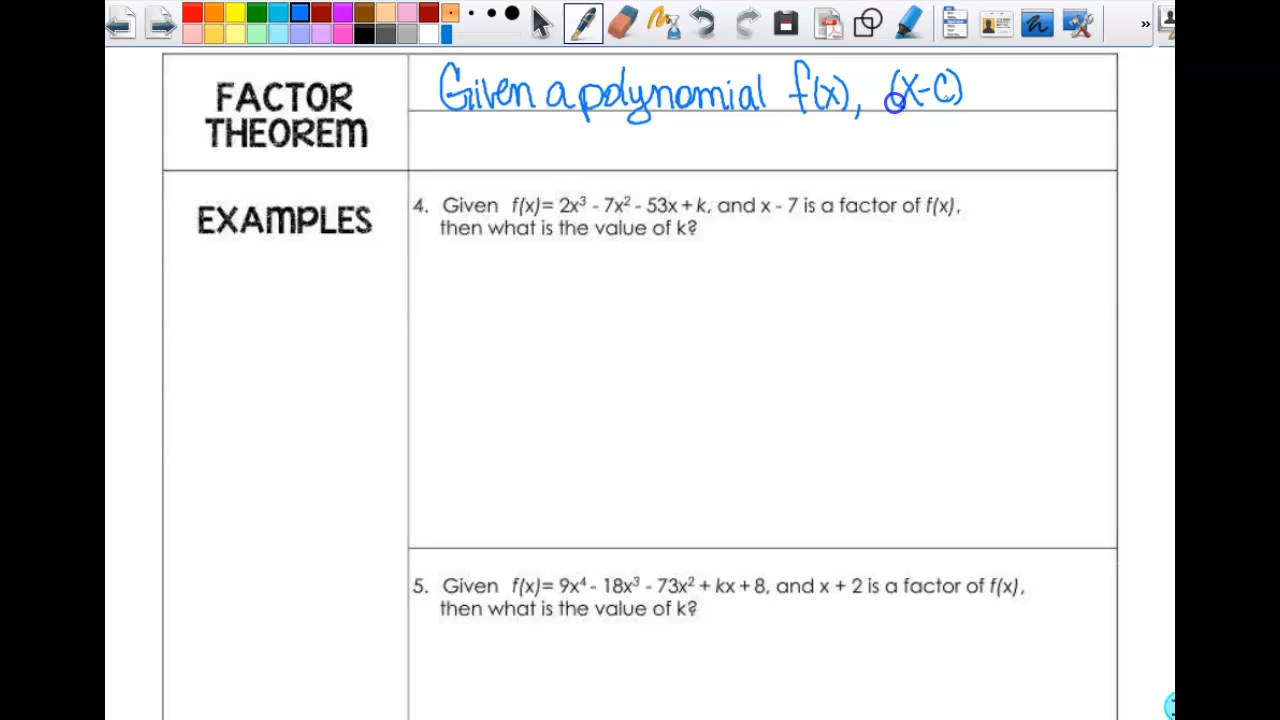 FACTOR
THEOREM
Given a polynomial f(x), (x-c)
EXAMPLES
4. Given f(x)= 2x³ - 7x² - 53x + k, and x - 7 is a factor of f(x),
then what is the value of k?
5. Given f(x)= 9x⁴ - 18x³ - 73x² + kx + 8, and x + 2 is a factor of f(x),
then what is the value of k?